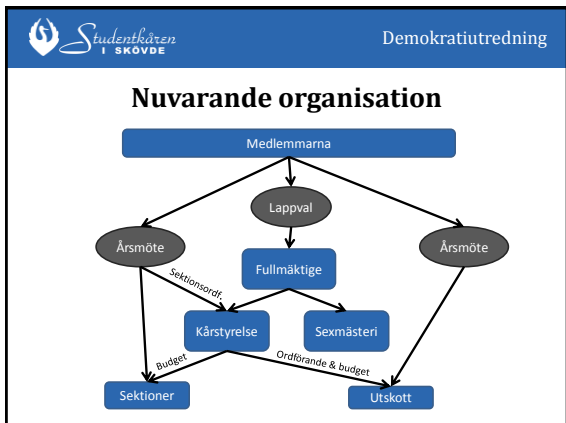 Studentkåren
I SKÖVDE
Demokratiutredning
Nuvarande organisation
Medlemmarna
Lappval
Årsmöte
Årsmöte
Fullmäktige
Sektionsordf.
Kårstyrelse
Sexmästeri
Budget
Ordförande & budget
Sektioner
Utskott